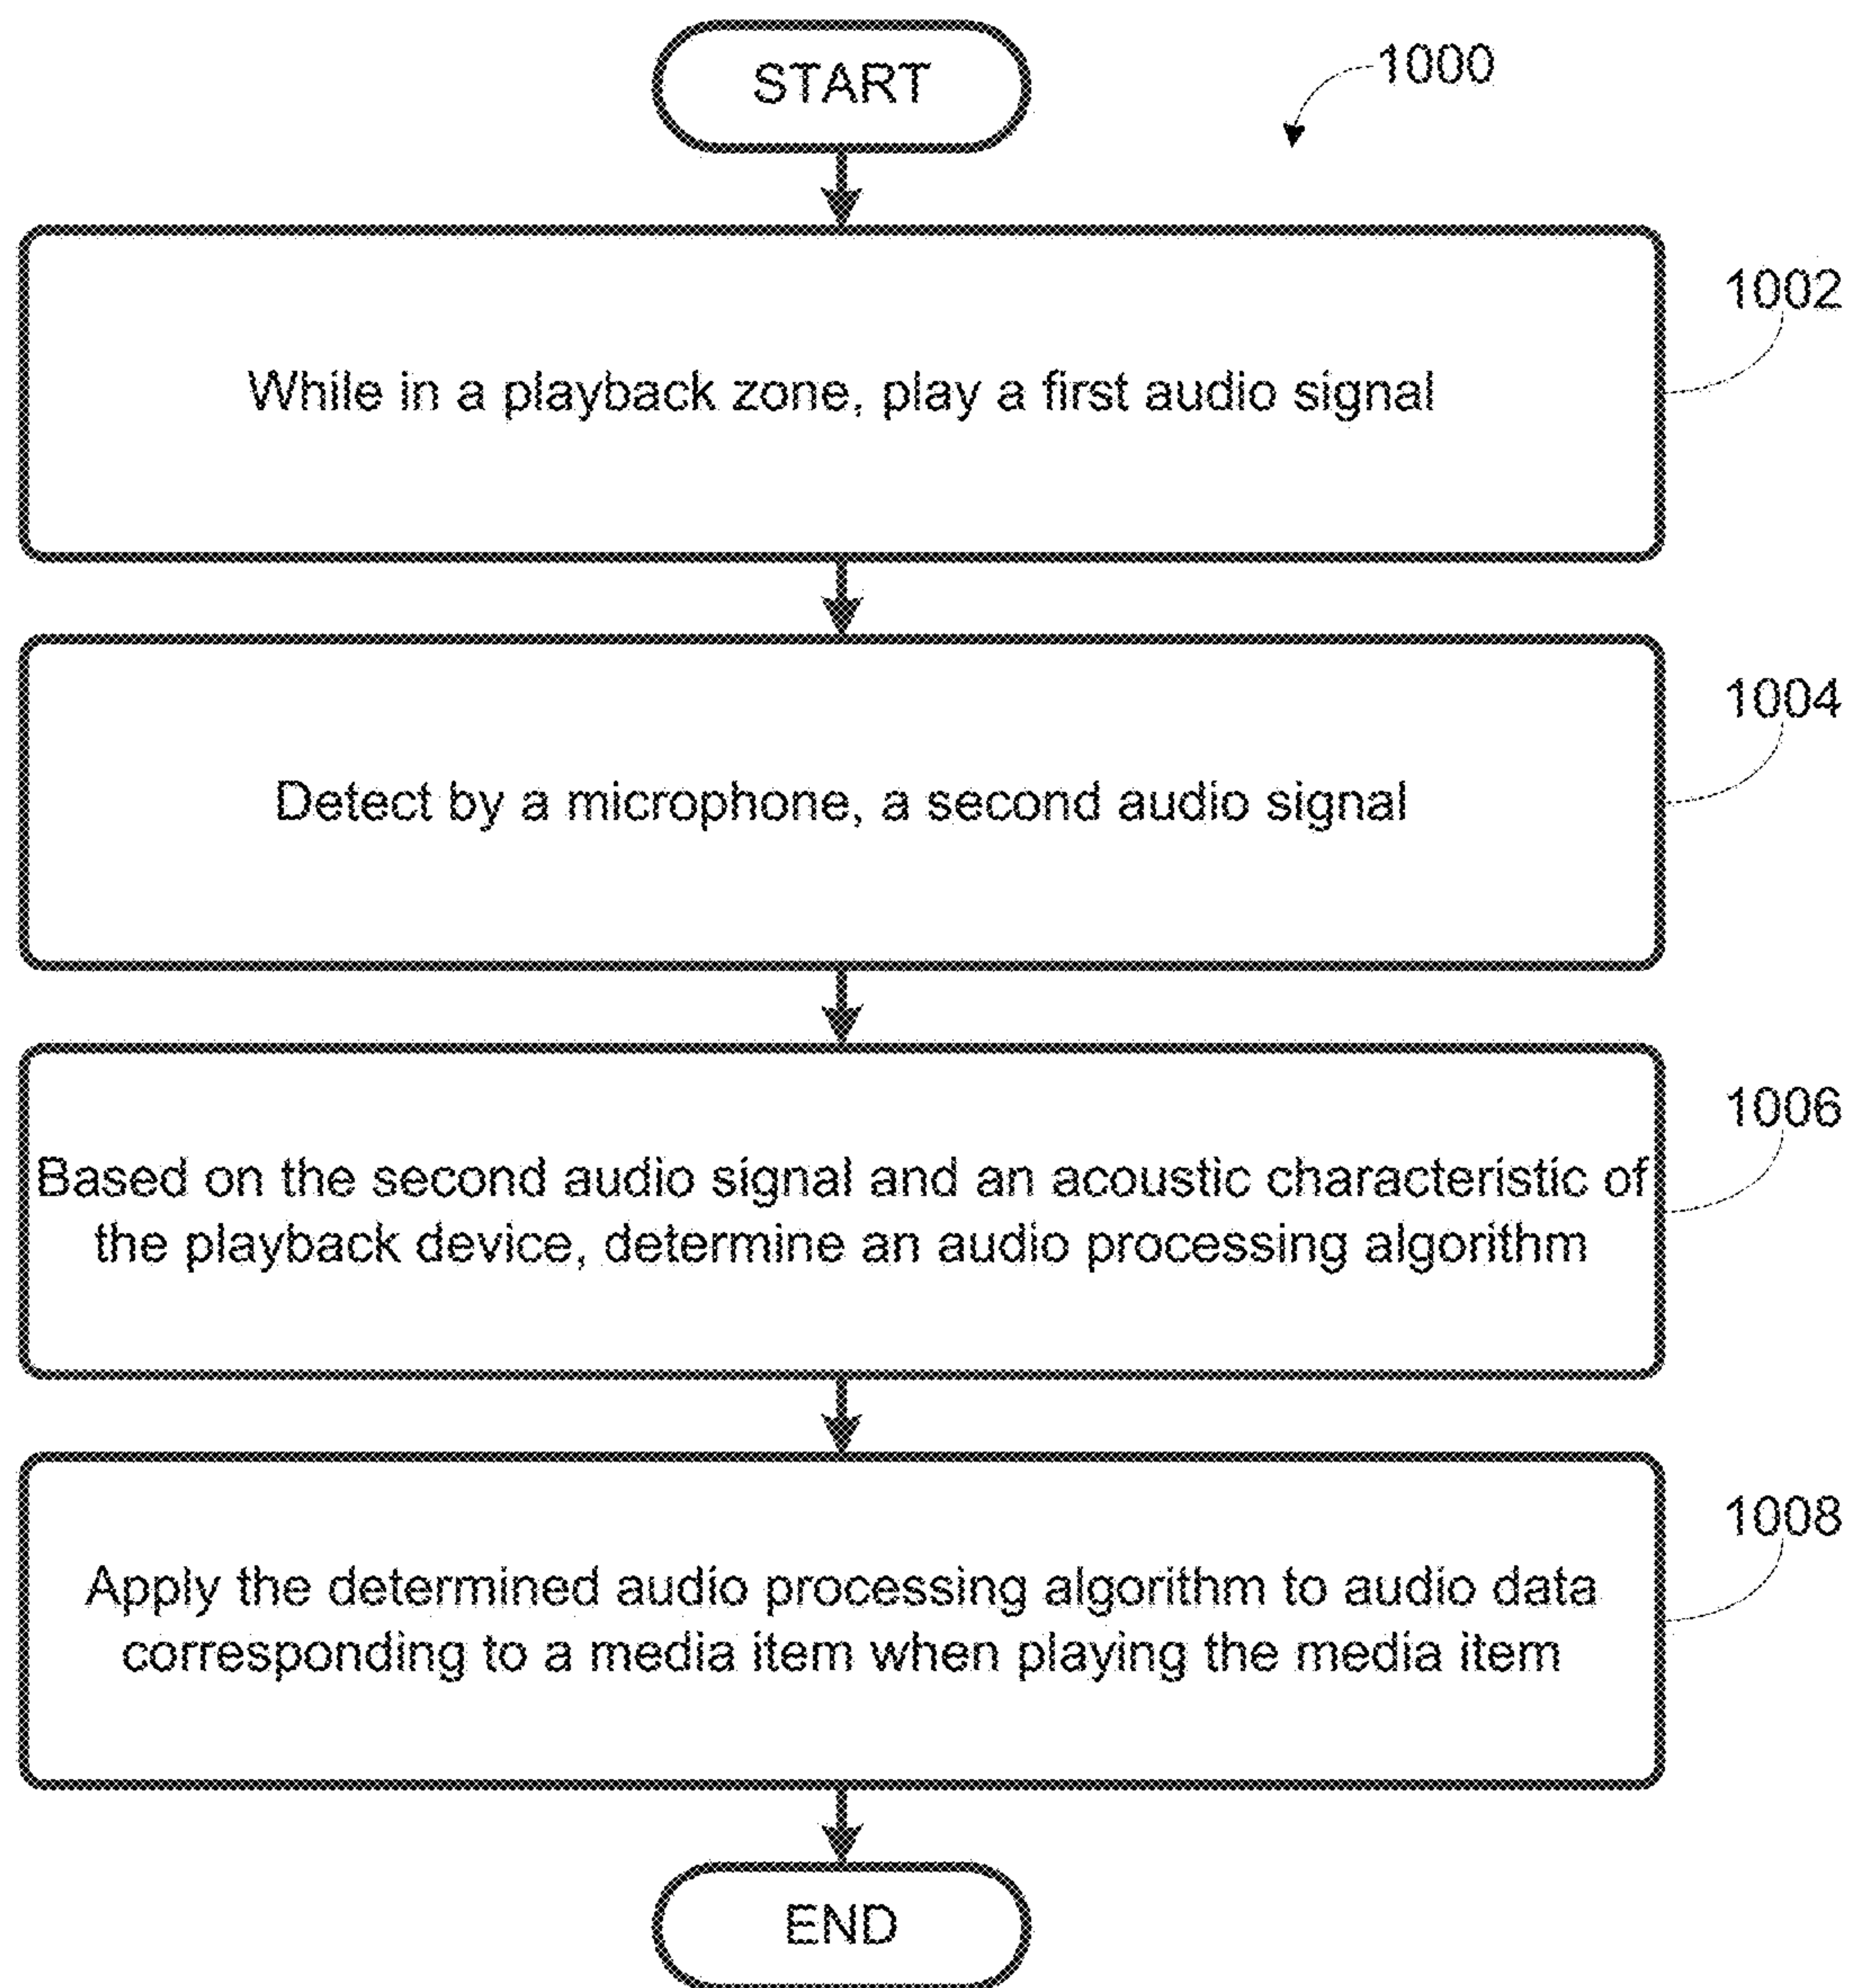 START
1000
1002
While in a playback zone, play a first audio signal
1004
Detect by a microphone, a second audio signal
1006
Based on the second audio signal and an acoustic characteristic of
the playback device, determine an audio processing algorithm
1008
Apply the determined audio processing algorithm to audio data
corresponding to a media item when playing the media item
END